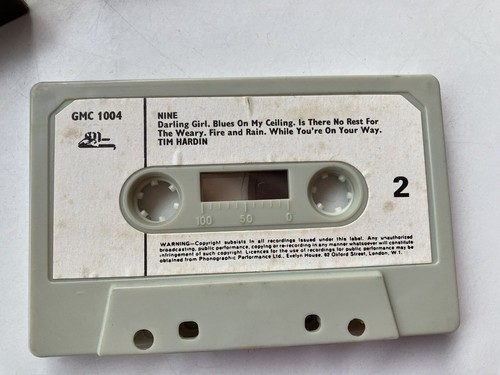 GMC 1004
NINE
Darling Girl. Blues On My Ceiling. Is There No Rest For
The Weary. Fire and Rain. While You're On Your Way.
TIM HARDIN
2
100 50 0
WARNING—Copyright subsists in all recordings issued under this label. Any unauthorized
broadcasting, public performance, copying or re-recording in any manner whatsoever will constitute
infringement of such copyright. Licences for the use of recordings for public performance may be
obtained from Phonographic Performance Ltd., Evelyn House, 62 Oxford Street, London, W.1.